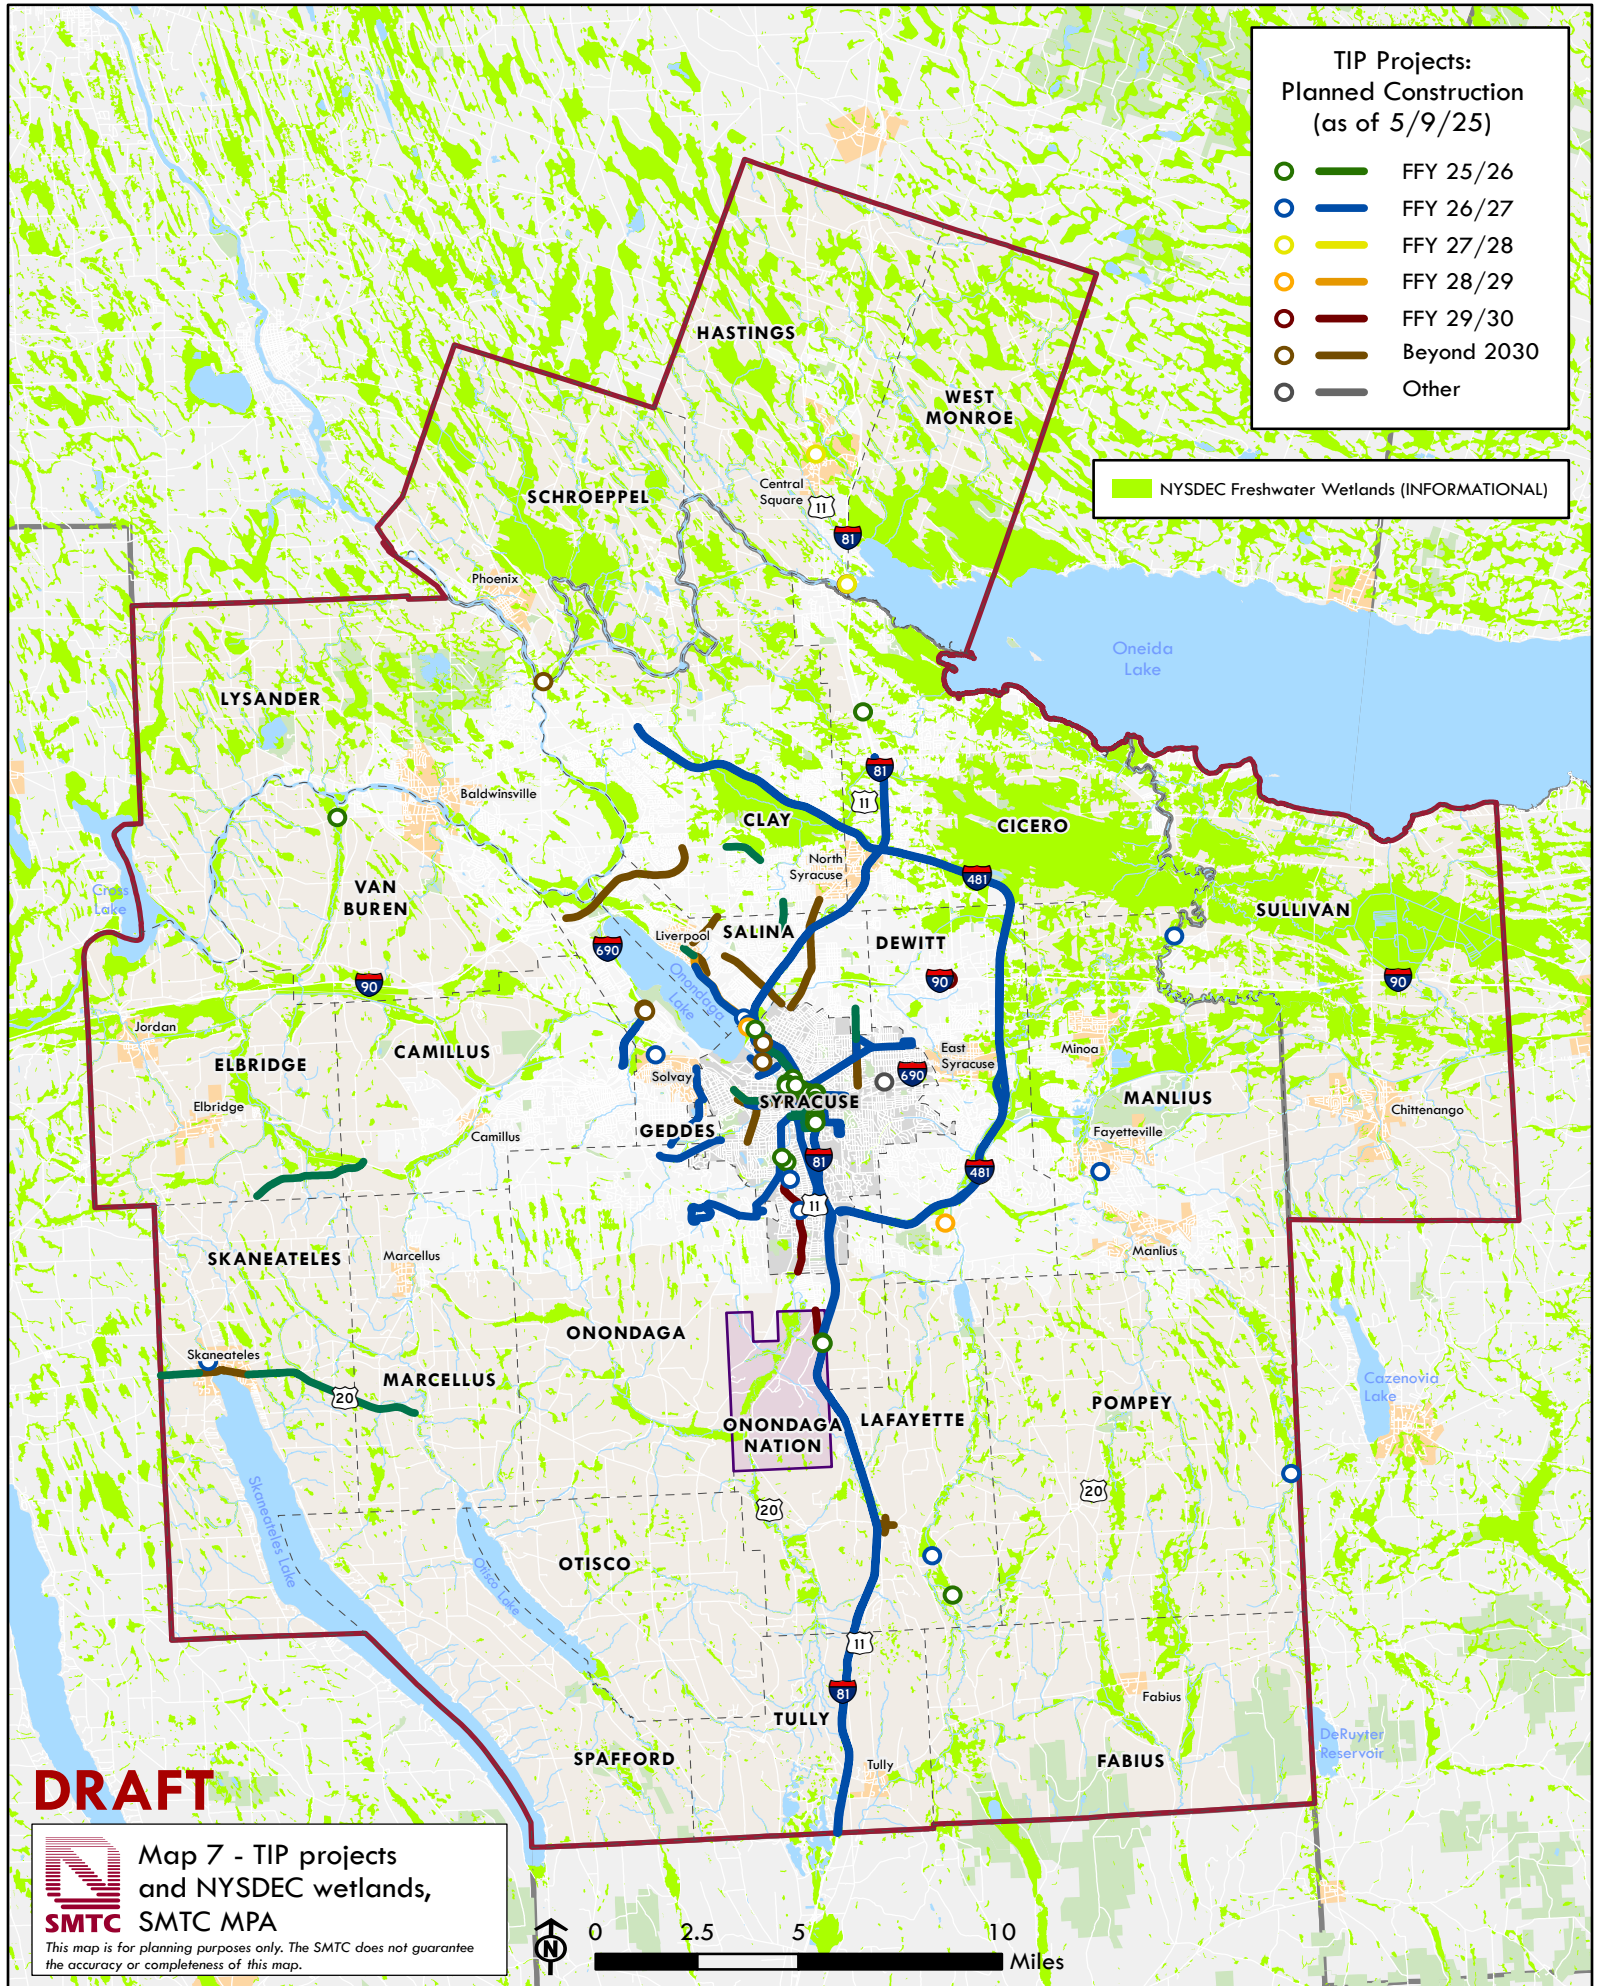 TIP Projects:
Planned Construction
(as of 5/9/25)
FFY 25/26
FFY 26/27
FFY 27/28
FFY 28/29
FFY 29/30
Beyond 2030
Other
NYSDEC Freshwater Wetlands (INFORMATIONAL)
HASTINGS
WEST
MONROE
Central
Square
11
81
SCHROEPPEL
Phoenix
Oneida
Lake
LYSANDER
81
11
Baldwinsville
CLAY
CICERO
North
Syracuse
481
Cross
Lake
VAN
BUREN
SULLIVAN
SALINA
Liverpool
DEWITT
690
90
90
90
Onondaga
Lake
Jordan
ELBRIDGE
CAMILLUS
East
Syracuse
Minoa
690
Solvay
SYRACUSE
MANLIUS
Elbridge
Chittenango
Camillus
GEDDES
Fayetteville
81
481
11
SKANEATELES
Marcellus
Manlius
ONONDAGA
Skaneateles
MARCELLUS
20
Cazenovia
Lake
POMPEY
LAFAYETTE
ONONDAGA
NATION
20
20
Skaneateles Lake
Otisco Lake
OTISCO
11
81
Fabius
TULLY
SPAFFORD
Tully
FABIUS
DeRuyter
Reservoir
DRAFT
SMTC
Map 7 - TIP projects
and NYSDEC wetlands,
SMTC MPA
This map is for planning purposes only. The SMTC does not guarantee
the accuracy or completeness of this map.
N
0 2.5 5 10
Miles